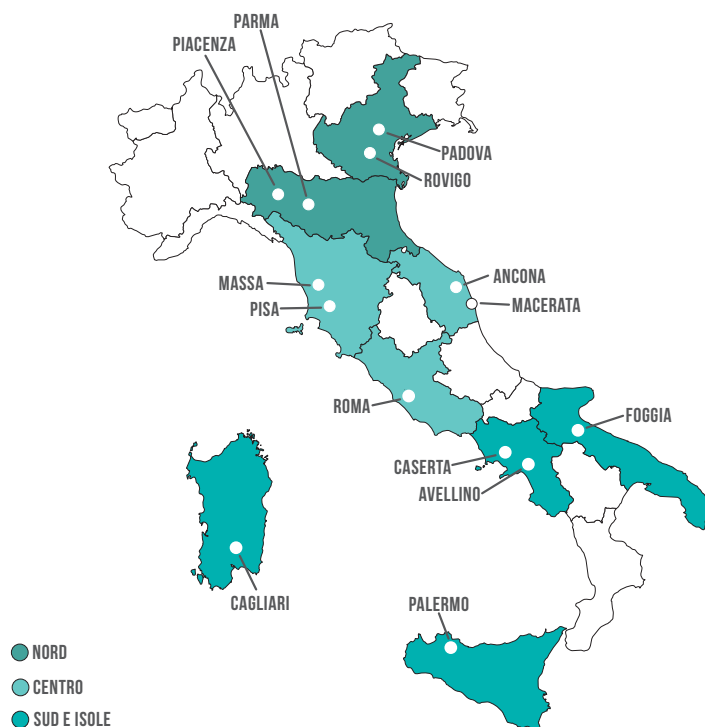 PARMA
PIACENZA
PADOVA
ROVIGO
ANCONA
MASSA
MACERATA
PISA
ROMA
FOGGIA
CASERTA
AVELLINO
CAGLIARI
PALERMO
NORD
CENTRO
SUD E ISOLE